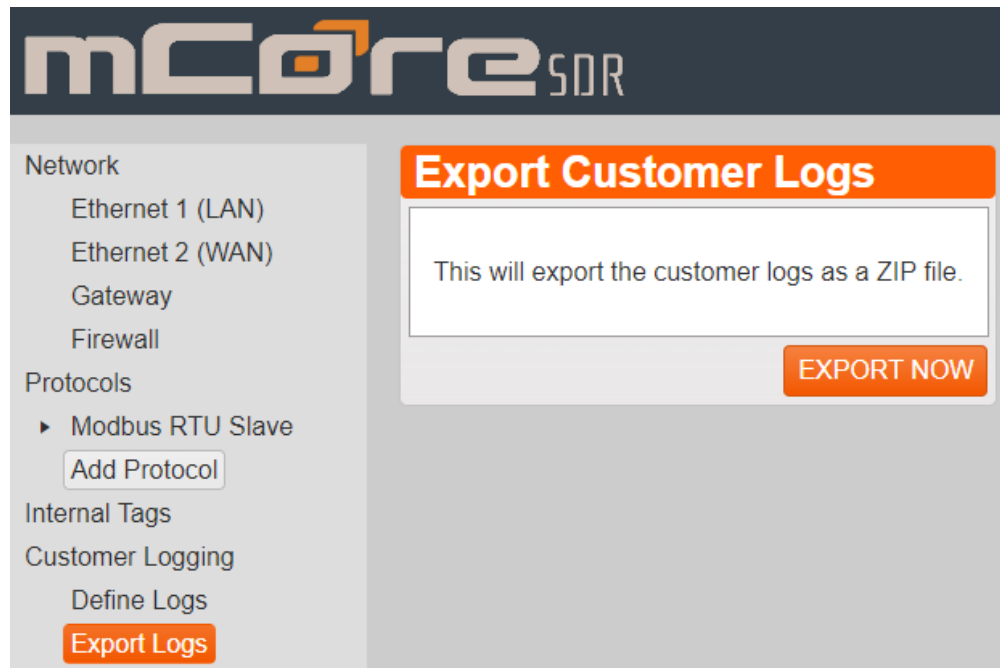 mCore SDR
Network
Ethernet 1 (LAN)
Ethernet 2 (WAN)
Gateway
Firewall
Protocols
Modbus RTU Slave
Add Protocol
Internal Tags
Customer Logging
Define Logs
Export Logs
Export Customer Logs
This will export the customer logs as a ZIP file.
EXPORT NOW